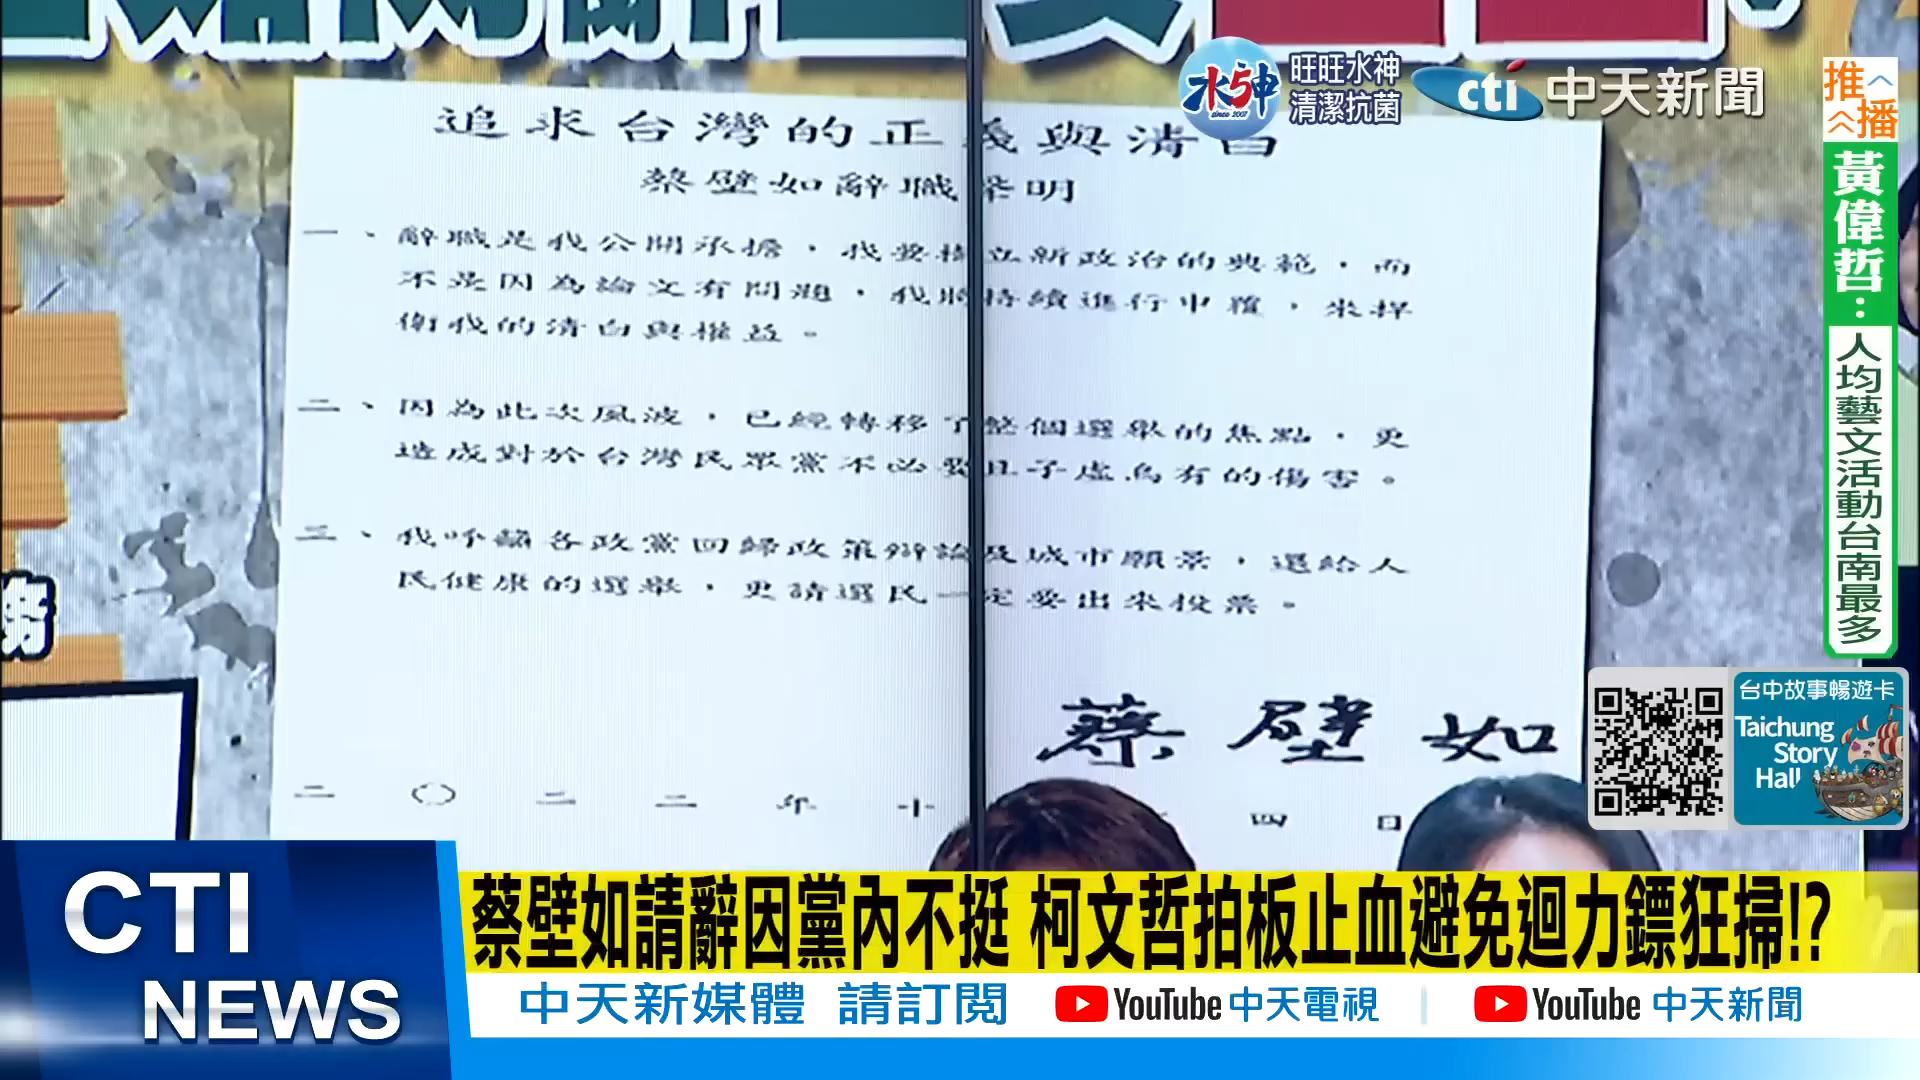 水神
since 2007
旺旺水神
清潔抗菌
cti 中天新聞
推播
黃偉哲：人均藝文活動台南最多
追求台灣的正義與清白
蔡壁如辭職聲明
一、辭職是我公開承擔，我要樹立新政治的典範，而
不是因為論文有問題，我將持續進行申覆，來捍
衛我的清白與權益。
二、因為此次風波，已經轉移了整個選舉的焦點，更
造成對於台灣民眾黨不必要且子虛烏有的傷害。
三、我呼籲各政黨回歸政策辯論及城市願景，還給人
民健康的選舉，更請選民一定要出來投票。
蔡壁如
二〇二二年十 四日
台中故事暢遊卡
Taichung
Story
Hall
CTI
NEWS
蔡壁如請辭因黨內不挺 柯文哲拍板止血避免迴力鏢狂掃!?
中天新媒體 請訂閱 YouTube 中天電視 | YouTube 中天新聞